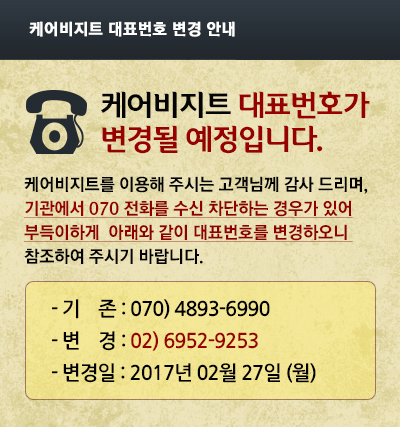 케어비지트 대표번호 변경 안내
케어비지트 대표번호가
변경될 예정입니다.
케어비지트를 이용해 주시는 고객님께 감사 드리며,
기관에서 070 전화를 수신 차단하는 경우가 있어
부득이하게 아래와 같이 대표번호를 변경하오니
참조하여 주시기 바랍니다.
- 기 존 : 070) 4893-6990
- 변 경 : 02) 6952-9253
- 변경일 : 2017년 02월 27일 (월)